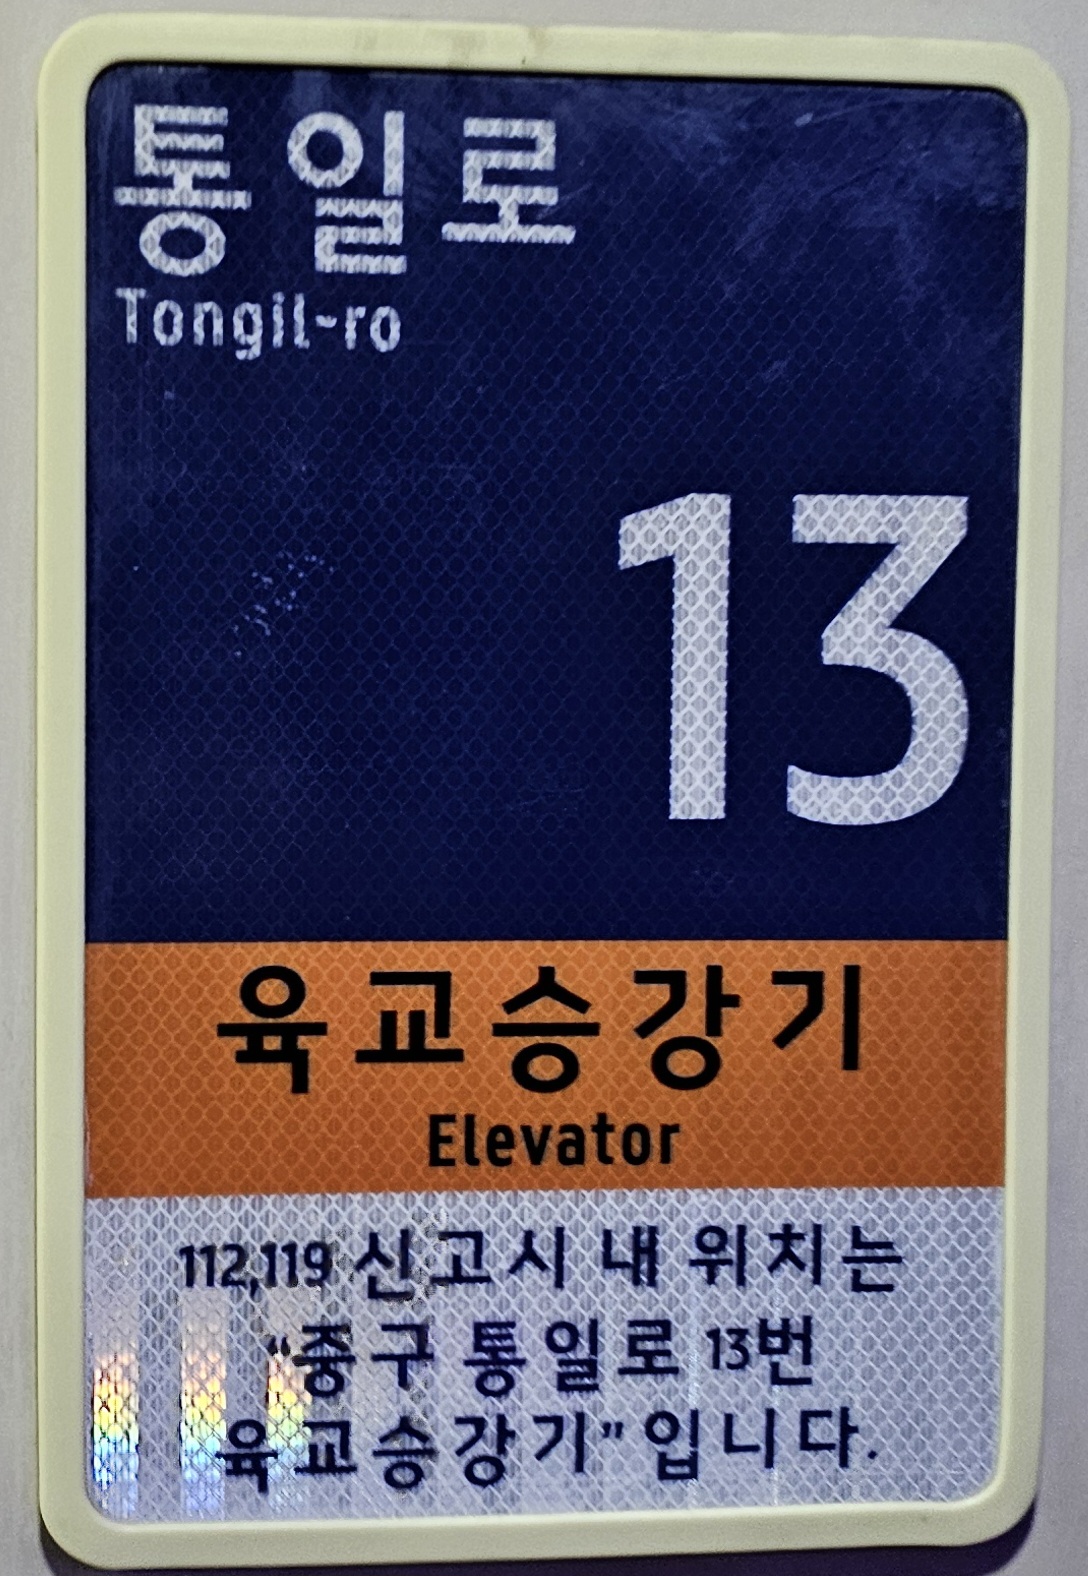 통일로
Tongil-ro
13
육교승강기
Elevator
112,119 신고시 내 위치는
“중구 통일로 13번
육교승강기” 입니다.